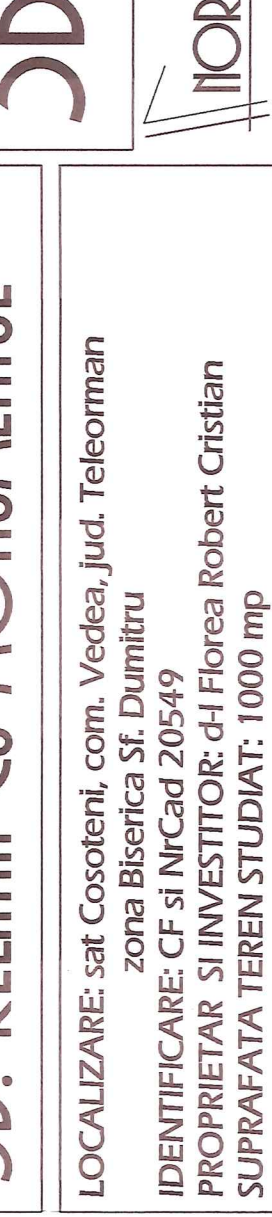 LOCALIZARE: sat Cosoteni, com. Vedea, jud. Teleorman
zona Biserica Sf. Dumitru
IDENTIFICARE: CF si NrCad 20549
PROPRIETAR SI INVESTITOR: d-l Florea Robert Cristian
SUPRAFATA TEREN STUDIAT: 1000 mp
NOR